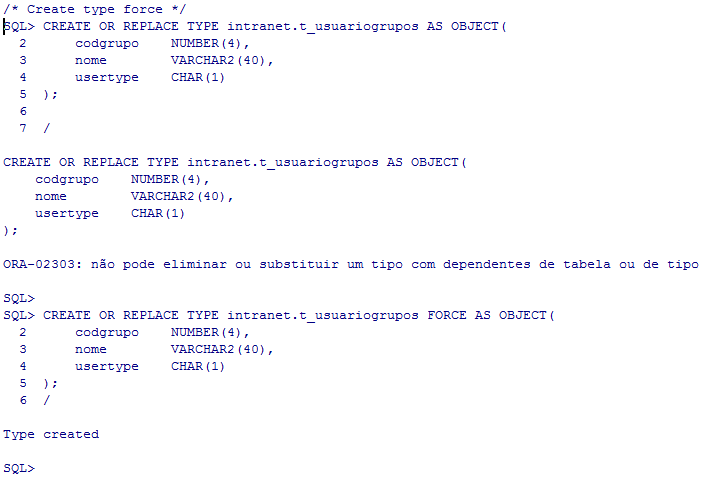 /* Create type force */
SQL> CREATE OR REPLACE TYPE intranet.t_usuariogrupos AS OBJECT(
  2      codgrupo    NUMBER(4),
  3      nome        VARCHAR2(40),
  4      usertype    CHAR(1)
  5  );
  6
  7  /
CREATE OR REPLACE TYPE intranet.t_usuariogrupos AS OBJECT(
    codgrupo    NUMBER(4),
    nome        VARCHAR2(40),
    usertype    CHAR(1)
);
ORA-02303: não pode eliminar ou substituir um tipo com dependentes de tabela ou de tipo
SQL>
SQL> CREATE OR REPLACE TYPE intranet.t_usuariogrupos FORCE AS OBJECT(
  2      codgrupo    NUMBER(4),
  3      nome        VARCHAR2(40),
  4      usertype    CHAR(1)
  5  );
  6  /
Type created
SQL>